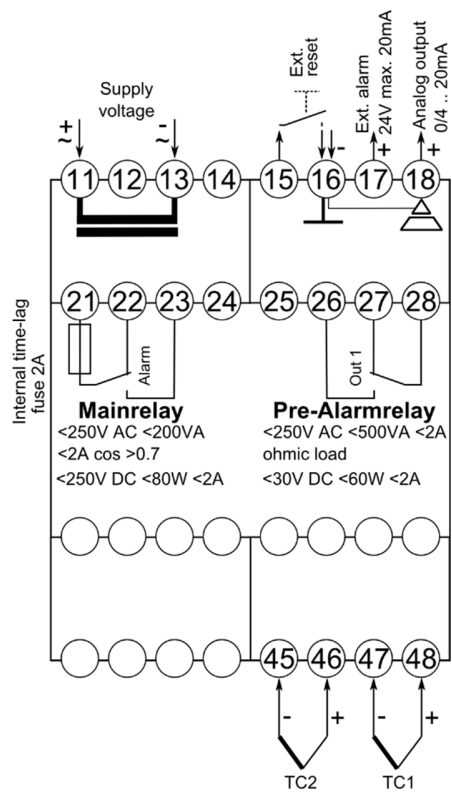 Supply
voltage
Ext.
reset
Ext. alarm
24V max. 20mA
Analog output
0/4 .. 20mA
+
~
-
~
-
+
+
11 12 13 14 15 16 17 18
21 22 23 24 25 26 27 28
Internal time-lag
fuse 2A
Alarm
Out 1
Mainrelay
<250V AC <200VA
<2A cos >0.7
<250V DC <80W <2A
Pre-Alarmrelay
<250V AC <500VA <2A
ohmic load
<30V DC <60W <2A
45 46 47 48
- + - +
TC2 TC1